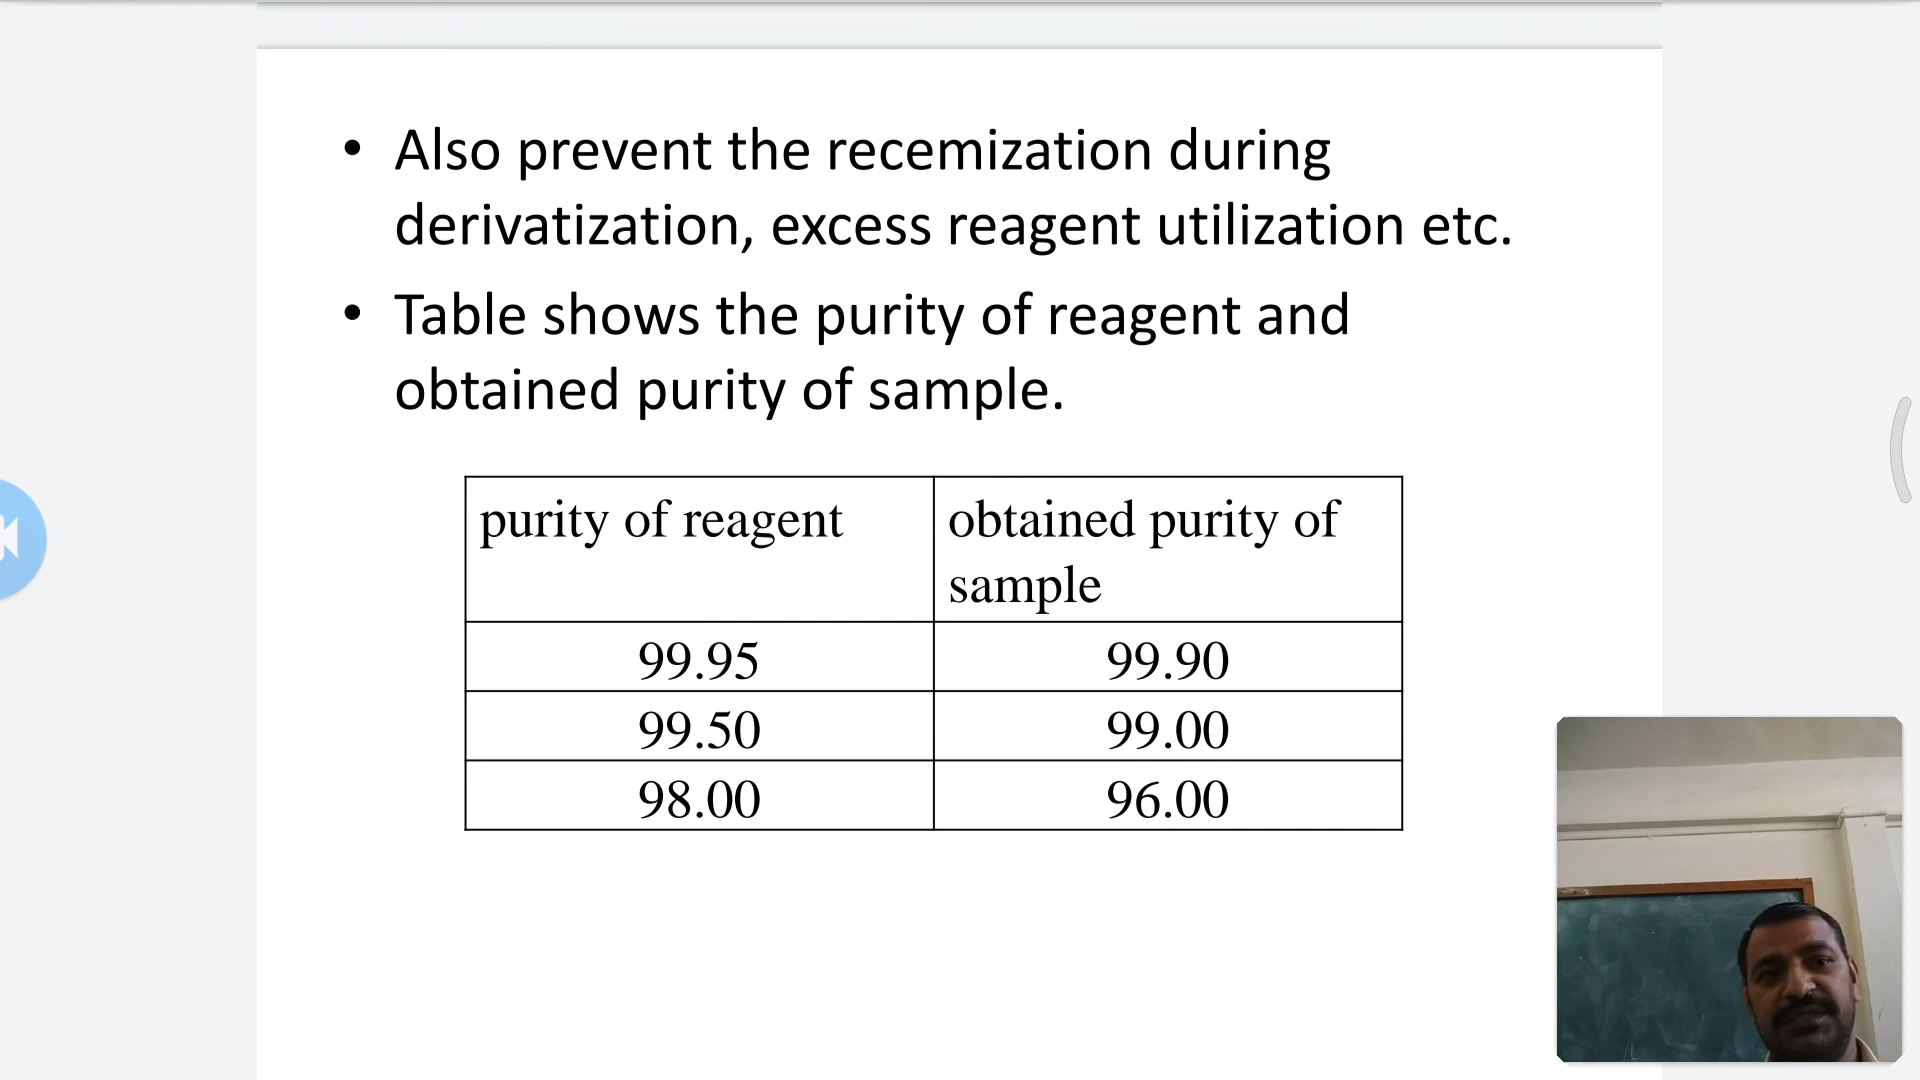 • Also prevent the recemization during
derivatization, excess reagent utilization etc.
• Table shows the purity of reagent and
obtained purity of sample.
purity of reagent
obtained purity of
sample
99.95 99.90
99.50 99.00
98.00 96.00